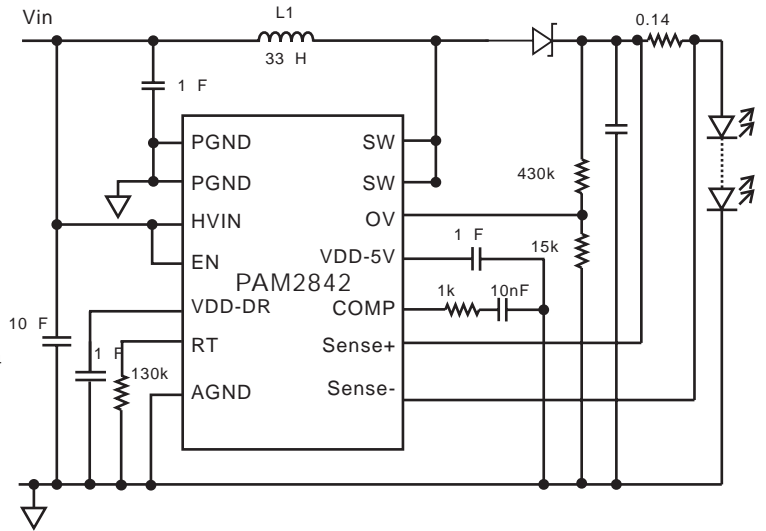 Vin
L1
33 H
0.14
1 F
PGND
PGND
HVIN
EN
VDD-DR
RT
AGND
SW
SW
OV
VDD-5V
COMP
Sense+
Sense-
PAM2842
430k
15k
1 F
1k
10nF
10 F
1 F
130k